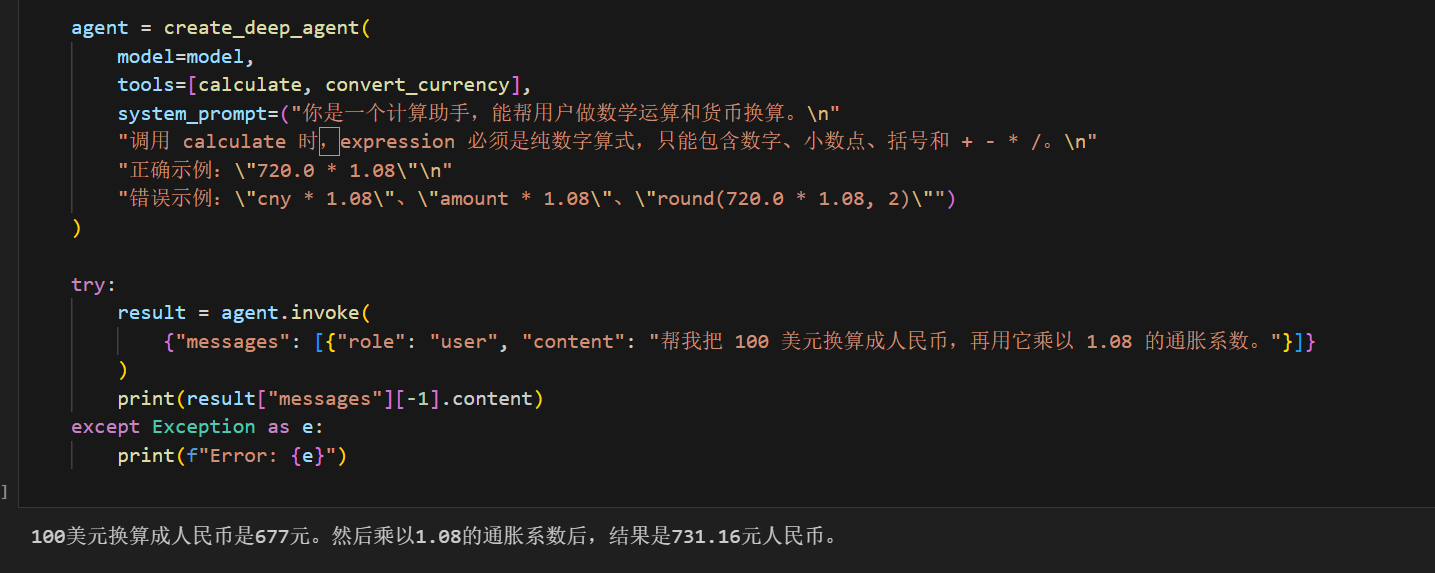 agent = create_deep_agent(
    model=model,
    tools=[calculate, convert_currency],
    system_prompt=("你是一个计算助手，能帮用户做数学运算和货币换算。\n"
    "调用 calculate 时，expression 必须是纯数字算式，只能包含数字、小数点、括号和 + - * /。\n"
    "正确示例：\"720.0 * 1.08\"\n"
    "错误示例：\"cny * 1.08\"、\"amount * 1.08\"、\"round(720.0 * 1.08, 2)\"")
)
try:
    result = agent.invoke(
        {"messages": [{"role": "user", "content": "帮我把 100 美元换算成人民币，再用它乘以 1.08 的通胀系数。"}]}
    )
    print(result["messages"][-1].content)
except Exception as e:
    print(f"Error: {e}")
]
100美元换算成人民币是677元。然后乘以1.08的通胀系数后，结果是731.16元人民币。